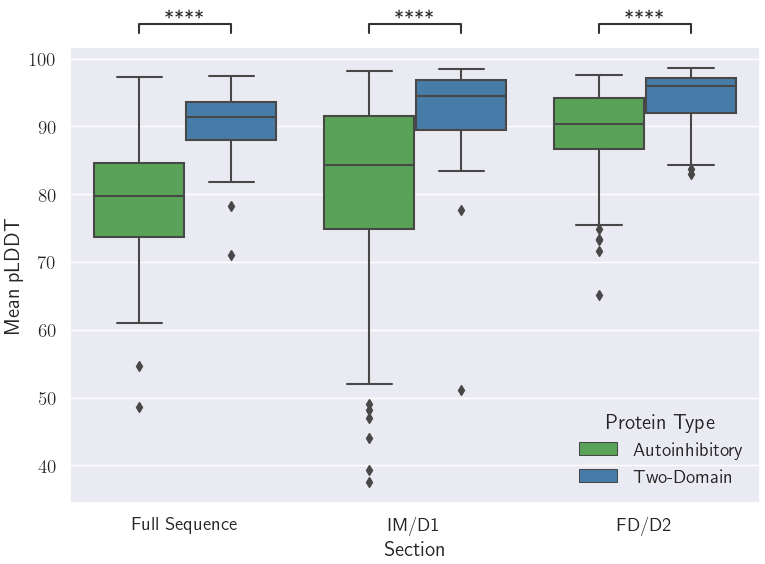 **** **** ****
100
90
80
70
60
50
40
Mean pLDDT
Protein Type
Autoinhibitory
Two-Domain
Full Sequence IM/D1 FD/D2
Section